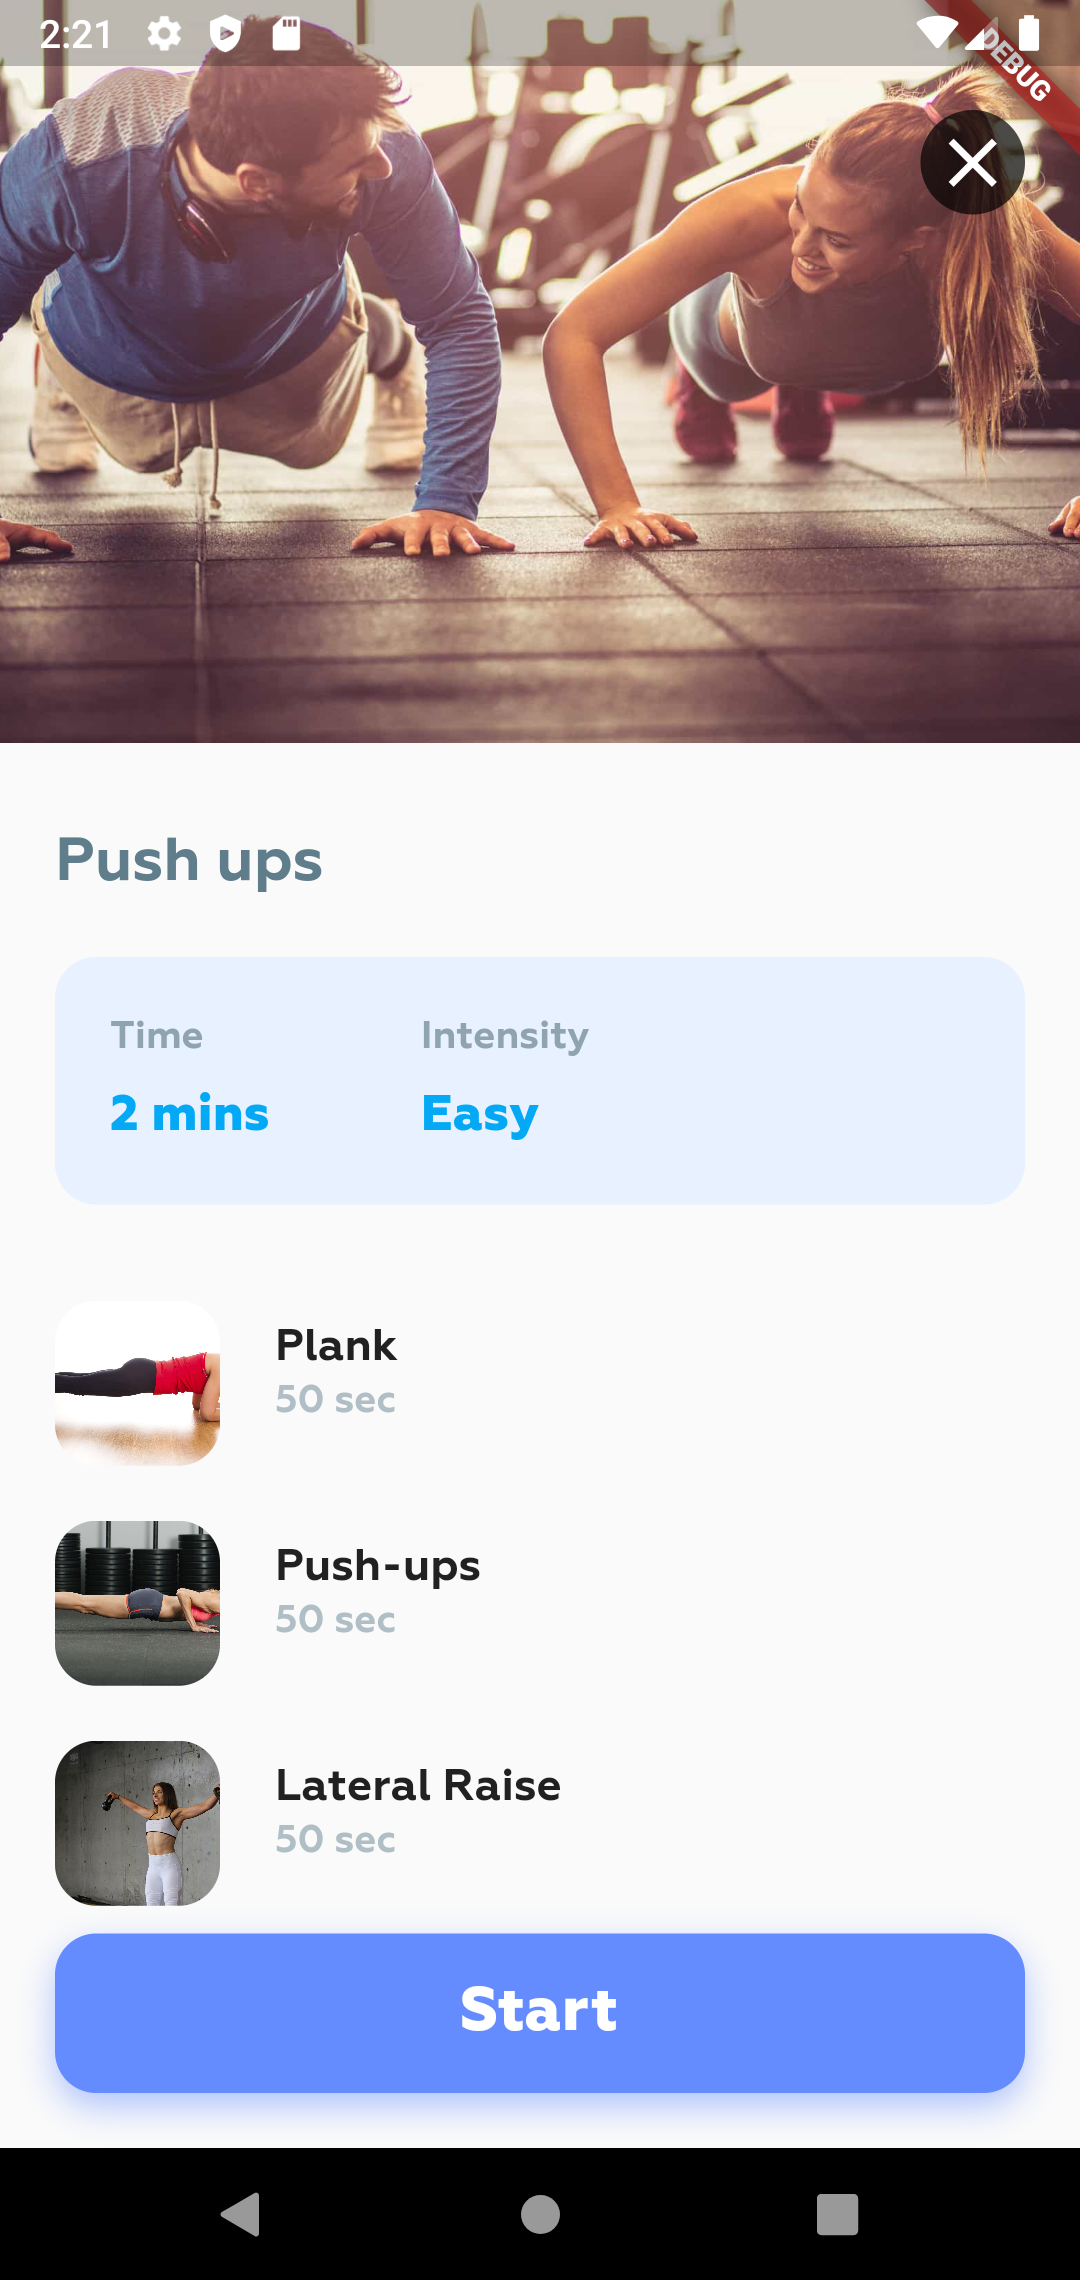 2:21
DEBUG
Push ups
Time
Intensity
2 mins
Easy
Plank
50 sec
Push-ups
50 sec
Lateral Raise
50 sec
Start